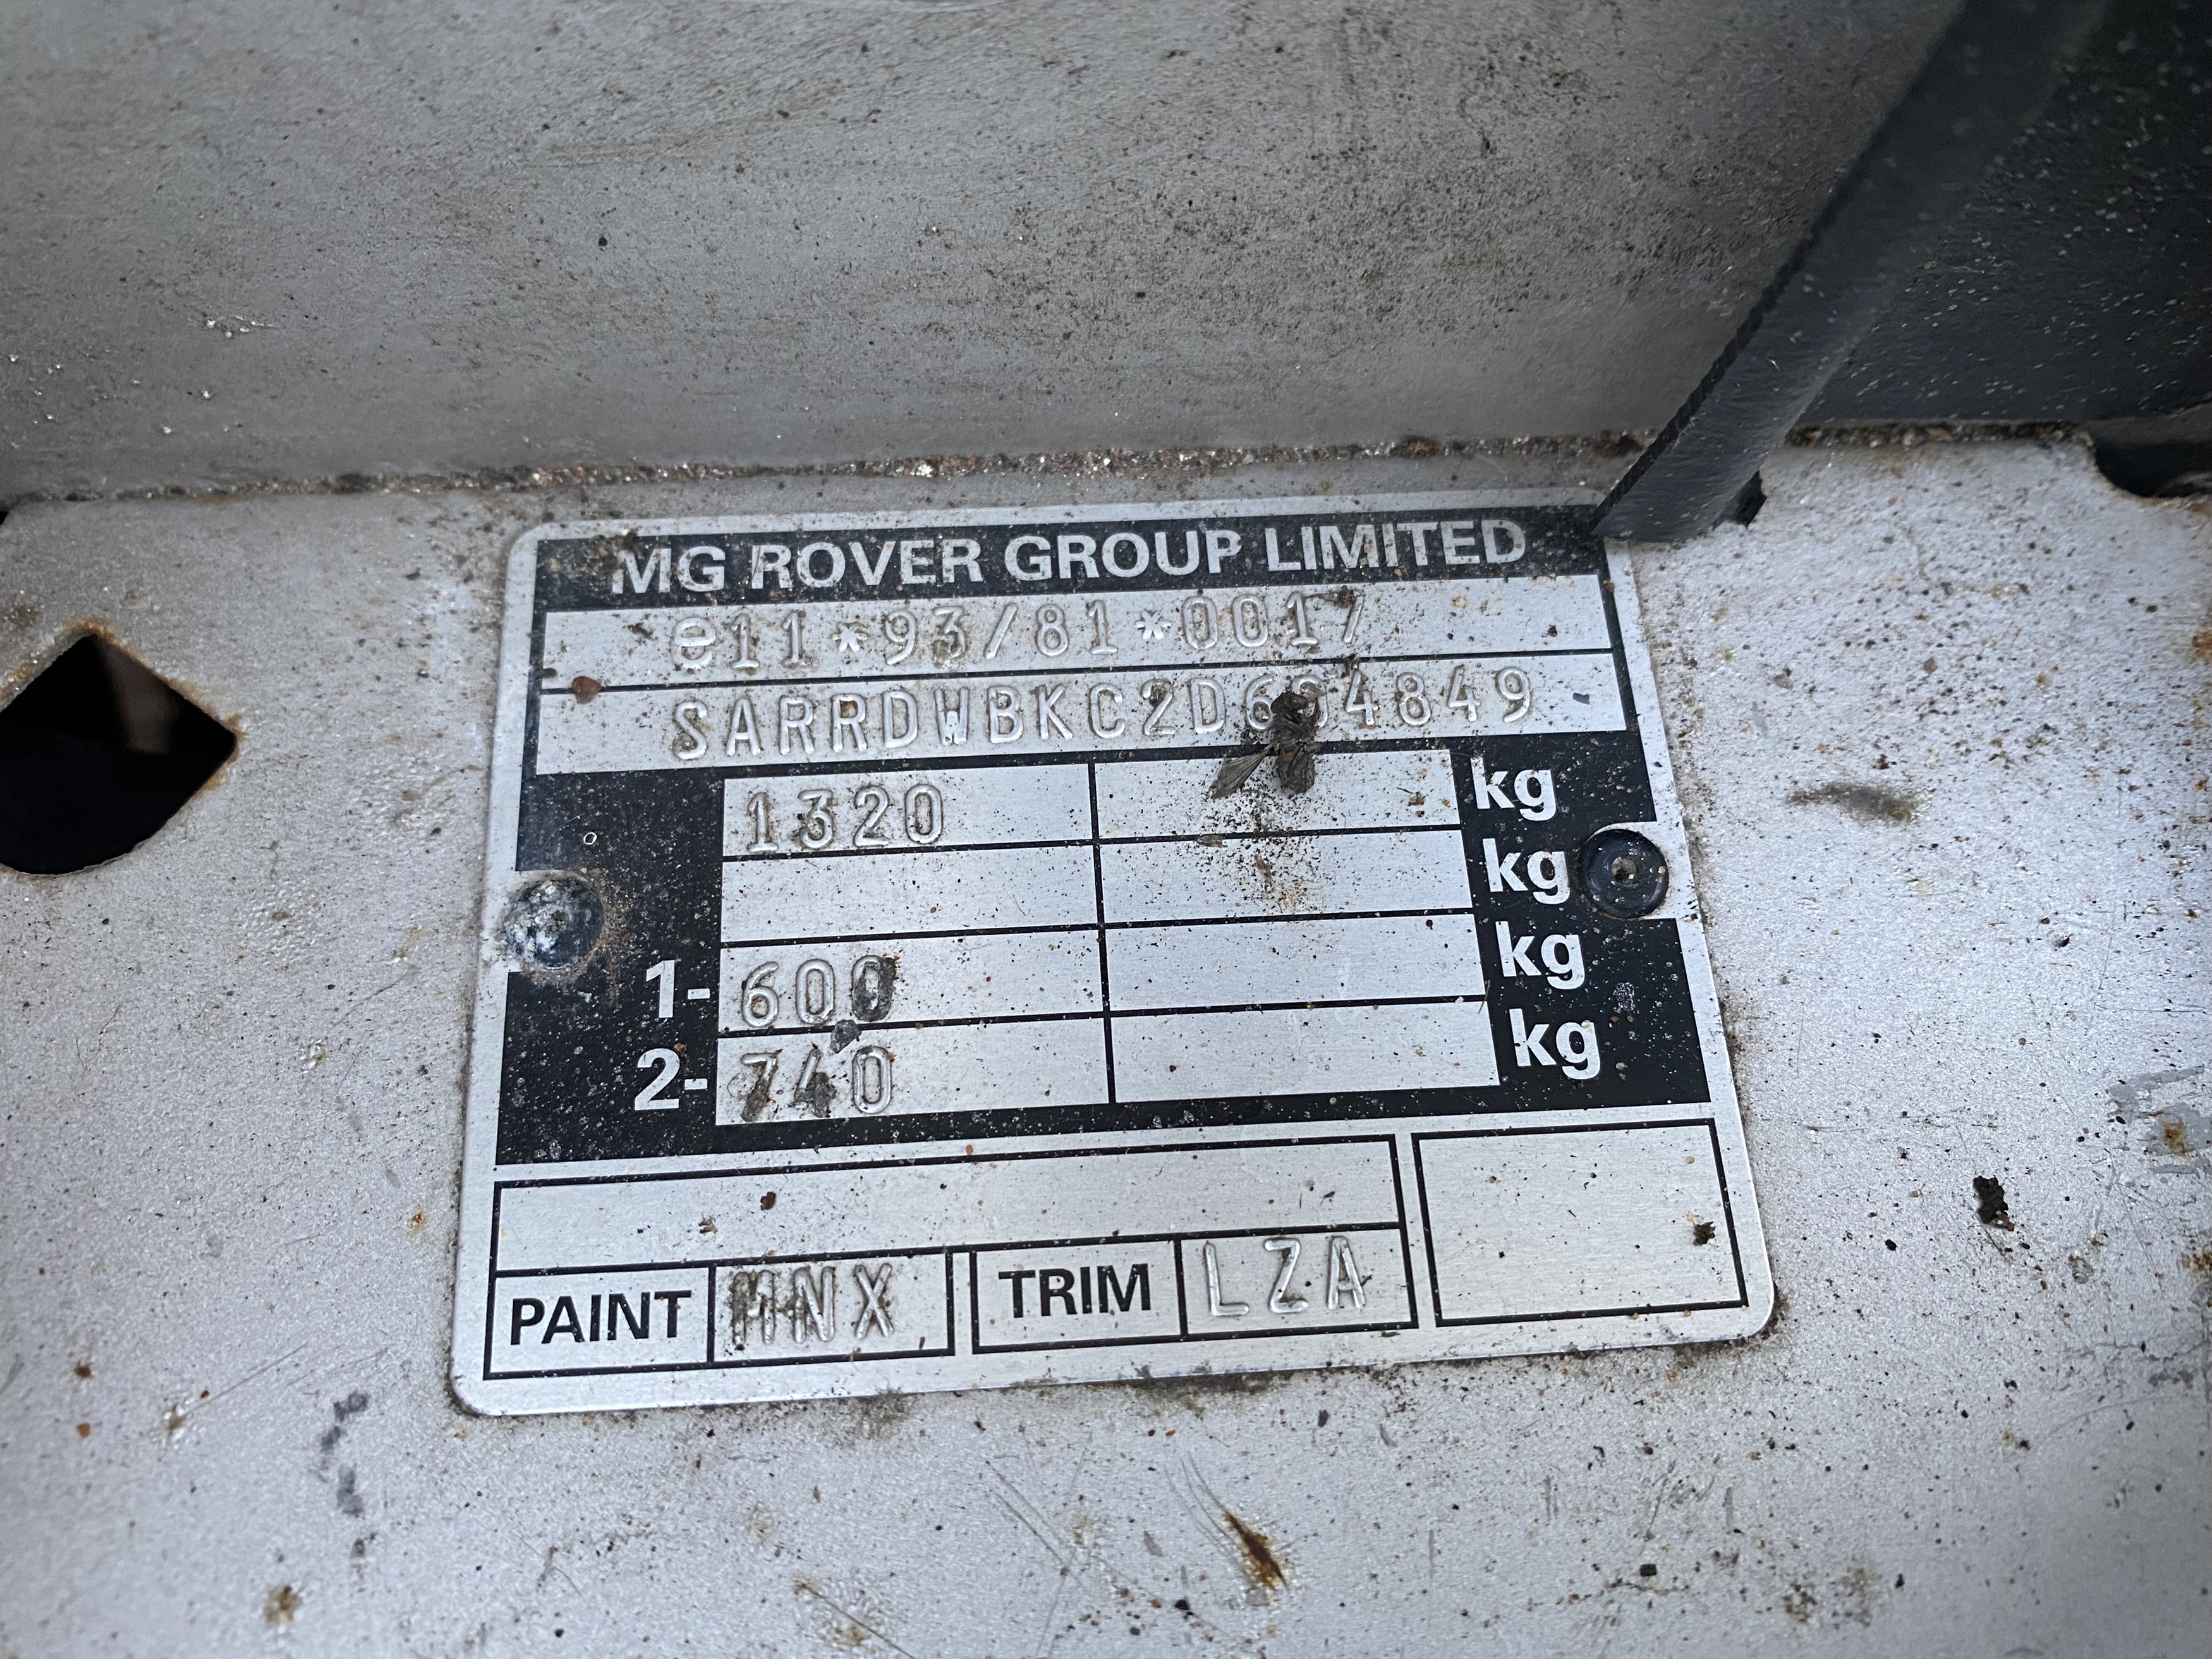 MG ROVER GROUP LIMITED
e11*93/81*0017
1320 kg
kg
1- 600 kg
2- 740 kg
PAINT MNX TRIM LZA